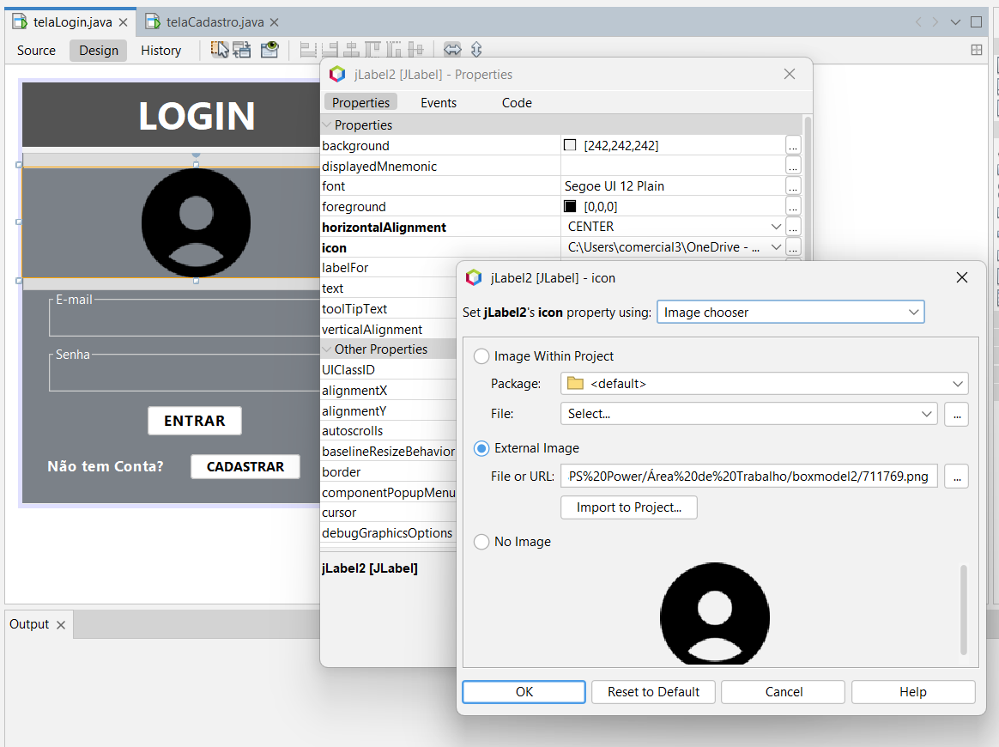 telaLogin.java telaCadastro.java
Source Design History
LOGIN
E-mail
Senha
ENTRAR
Não tem Conta? CADASTRAR
Output
jLabel2 [JLabel] - Properties
Properties Events Code
Properties
background [242,242,242] ...
displayedMnemonic ...
font Segoe UI 12 Plain ...
foreground [0,0,0] ...
horizontalAlignment CENTER ...
icon C:\Users\comercial3\OneDrive - ... ...
labelFor
text
toolTipText
verticalAlignment
Other Properties
UIClassID
alignmentX
alignmentY
autoscrolls
baselineResizeBehavior
border
componentPopupMenu
cursor
debugGraphicsOptions
jLabel2 [JLabel]
jLabel2 [JLabel] - icon
Set jLabel2's icon property using: Image chooser
Image Within Project
Package: <default>
File: Select... ...
External Image
File or URL: PS%20Power/Área%20de%20Trabalho/boxmodel2/711769.png ...
Import to Project...
No Image
OK Reset to Default Cancel Help